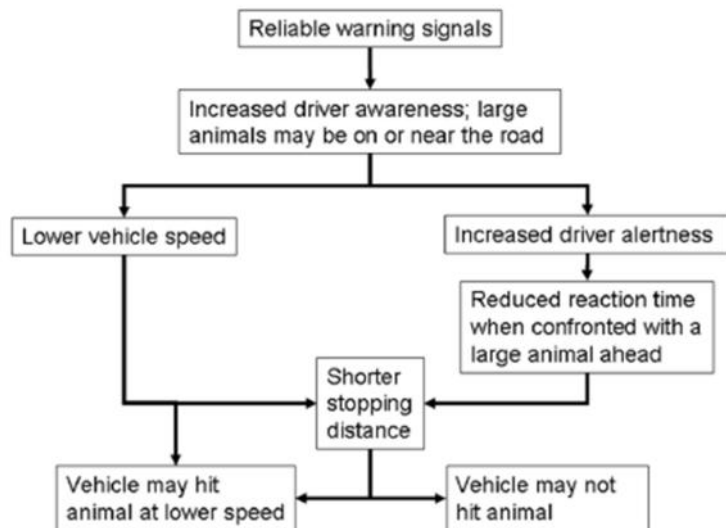 Reliable warning signals
Increased driver awareness; large
animals may be on or near the road
Lower vehicle speed
Increased driver alertness
Reduced reaction time
when confronted with a
large animal ahead
Shorter
stopping
distance
Vehicle may hit
animal at lower speed
Vehicle may not
hit animal